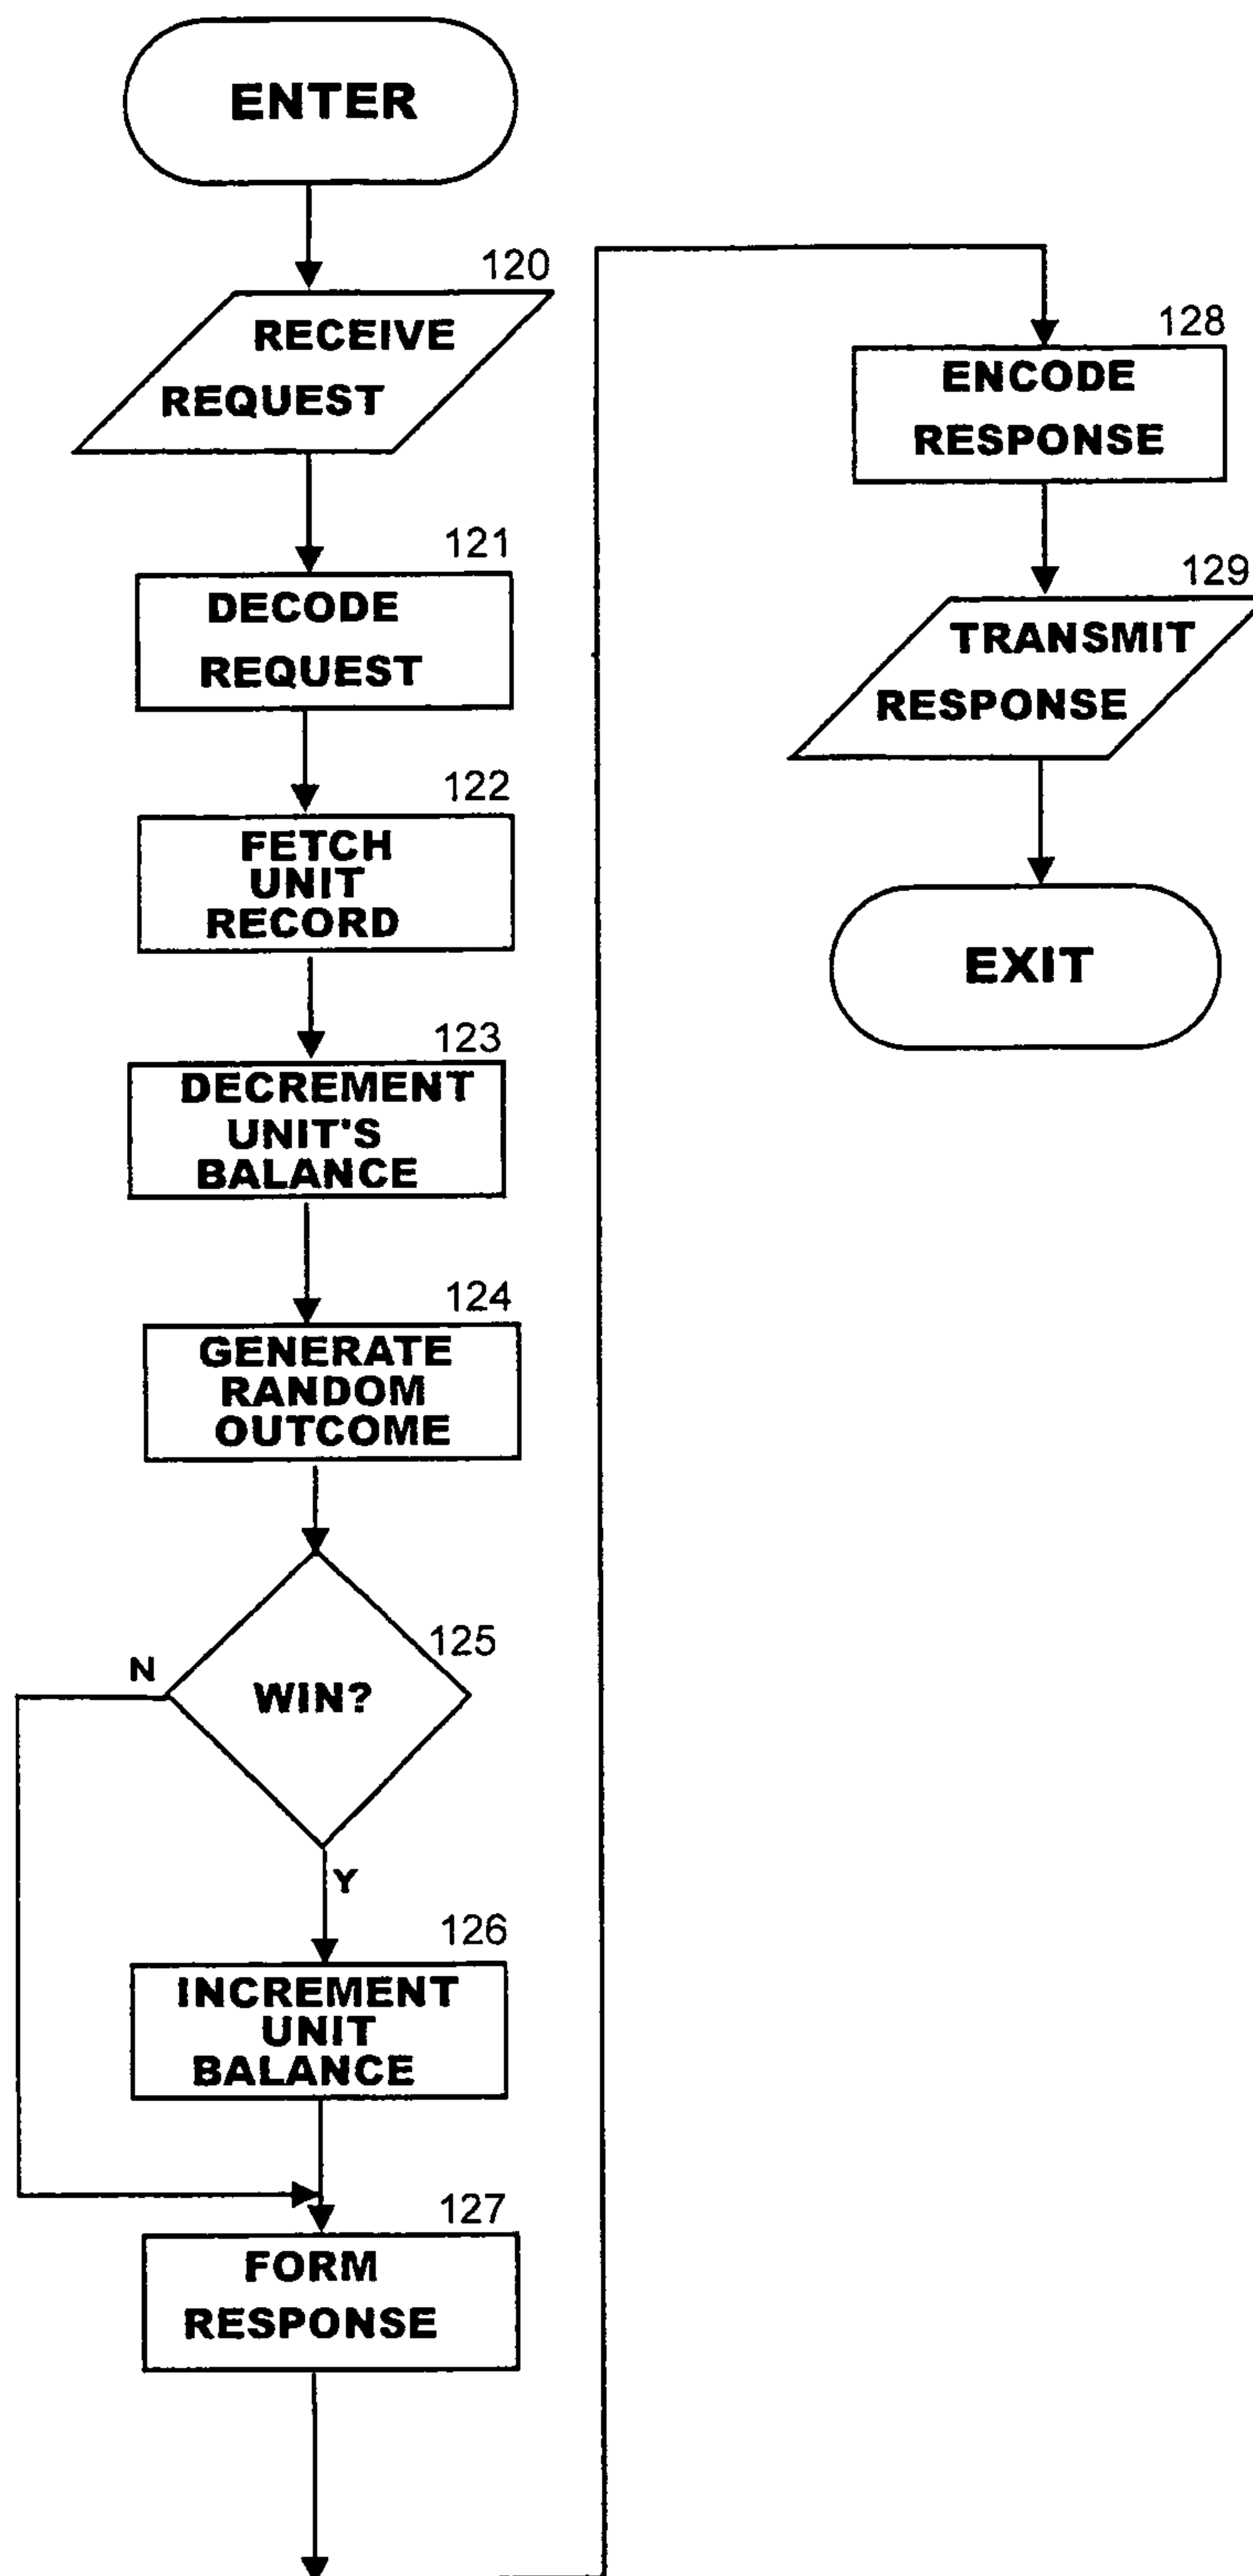 ENTER
120
RECEIVE
REQUEST
121
DECODE
REQUEST
122
FETCH
UNIT
RECORD
123
DECREMENT
UNIT'S
BALANCE
124
GENERATE
RANDOM
OUTCOME
125
N
WIN?
Y
126
INCREMENT
UNIT
BALANCE
127
FORM
RESPONSE
128
ENCODE
RESPONSE
129
TRANSMIT
RESPONSE
EXIT